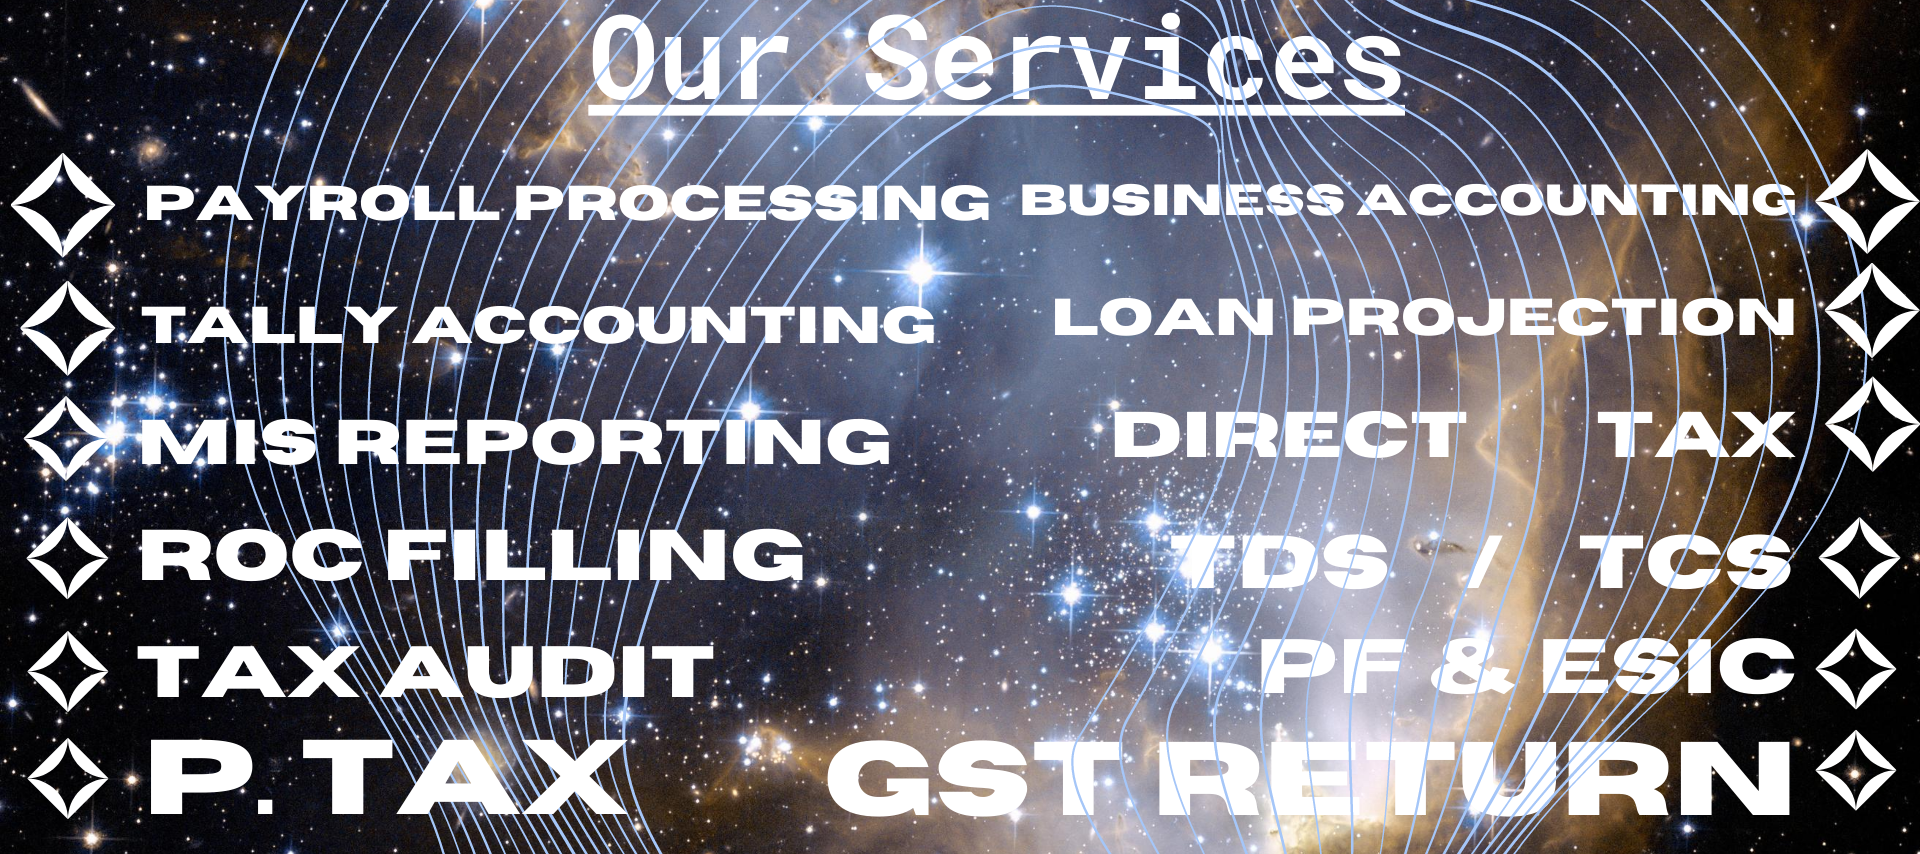 Our Services
PAYROLL PROCESSING
TALLY ACCOUNTING
MIS REPORTING
ROC FILLING
TAX AUDIT
P.TAX
BUSINESS ACCOUNTING
LOAN PROJECTION
DIRECT TAX
TDS / TCS
PF & ESIC
GST RETURN